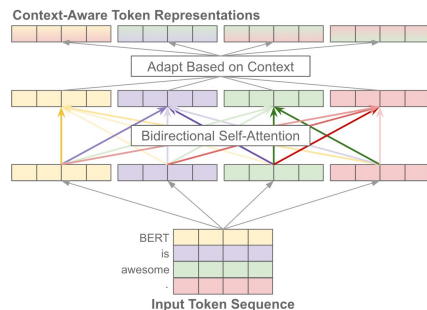 Context-Aware Token Representations
Adapt Based on Context
Bidirectional Self-Attention
BERT
is
awesome
.
Input Token Sequence